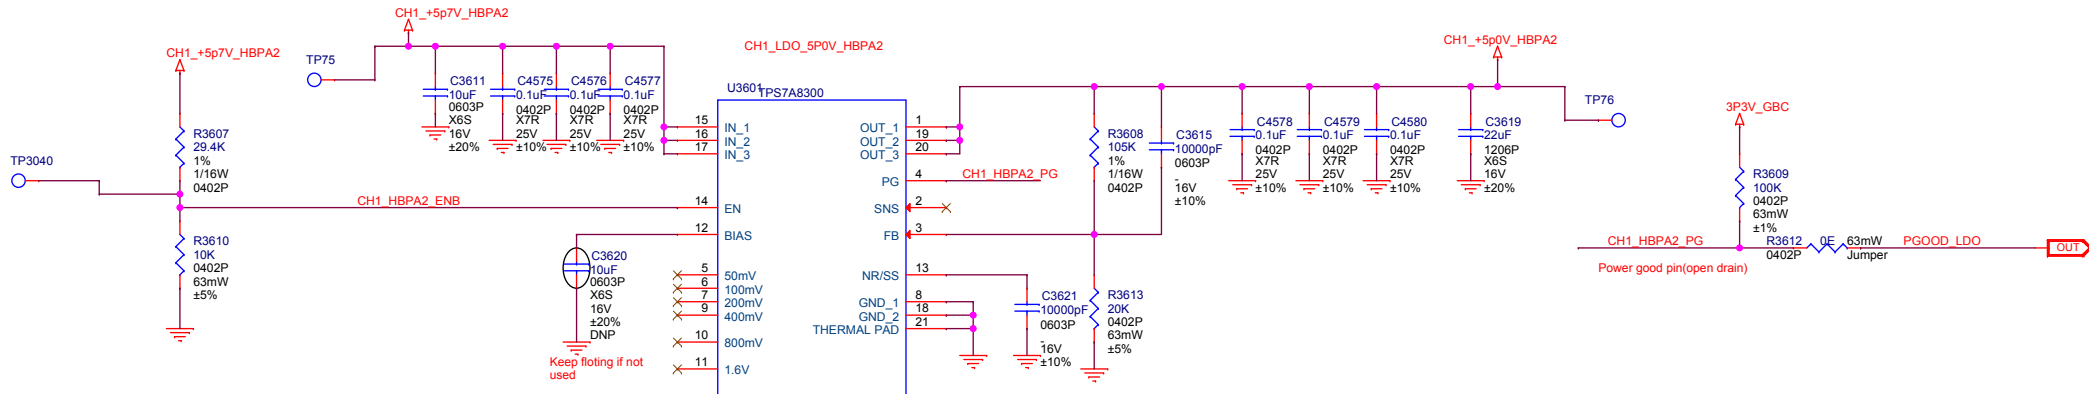 CH1_+5p7V_HBPA2
CH1_+5p7V_HBPA2
TP75
TP3040
R3607
29.4K
1%
1/16W
0402P
R3610
10K
0402P
63mW
±5%
CH1_HBPA2_ENB
C3611
10uF
0603P
X6S
16V
±20%
C4575
0.1uF
0402P
X7R
25V
±10%
C4576
0.1uF
0402P
X7R
25V
±10%
C4577
0.1uF
0402P
X7R
25V
±10%
C3620
10uF
0603P
X6S
16V
±20%
DNP
Keep floting if not
used
CH1_LDO_5P0V_HBPA2
U3601
TPS7A8300
15 IN_1
16 IN_2
17 IN_3
14 EN
12 BIAS
5 50mV
6 100mV
7 200mV
9 400mV
10 800mV
11 1.6V
OUT_1 1
OUT_2 19
OUT_3 20
PG 4
SNS 2
FB 3
NR/SS 13
GND_1 8
GND_2 18
THERMAL PAD 21
CH1_HBPA2_PG
C3621
10000pF
0603P
-
16V
±10%
R3608
105K
1%
1/16W
0402P
R3613
20K
0402P
63mW
±5%
C3615
10000pF
0603P
-
16V
±10%
C4578
0.1uF
0402P
X7R
25V
±10%
C4579
0.1uF
0402P
X7R
25V
±10%
C4580
0.1uF
0402P
X7R
25V
±10%
C3619
22uF
1206P
X6S
16V
±20%
CH1_+5p0V_HBPA2
TP76
3P3V_GBC
R3609
100K
0402P
63mW
±1%
CH1_HBPA2_PG
Power good pin(open drain)
R3612
0402P
0E
63mW
Jumper
PGOOD_LDO
OUT